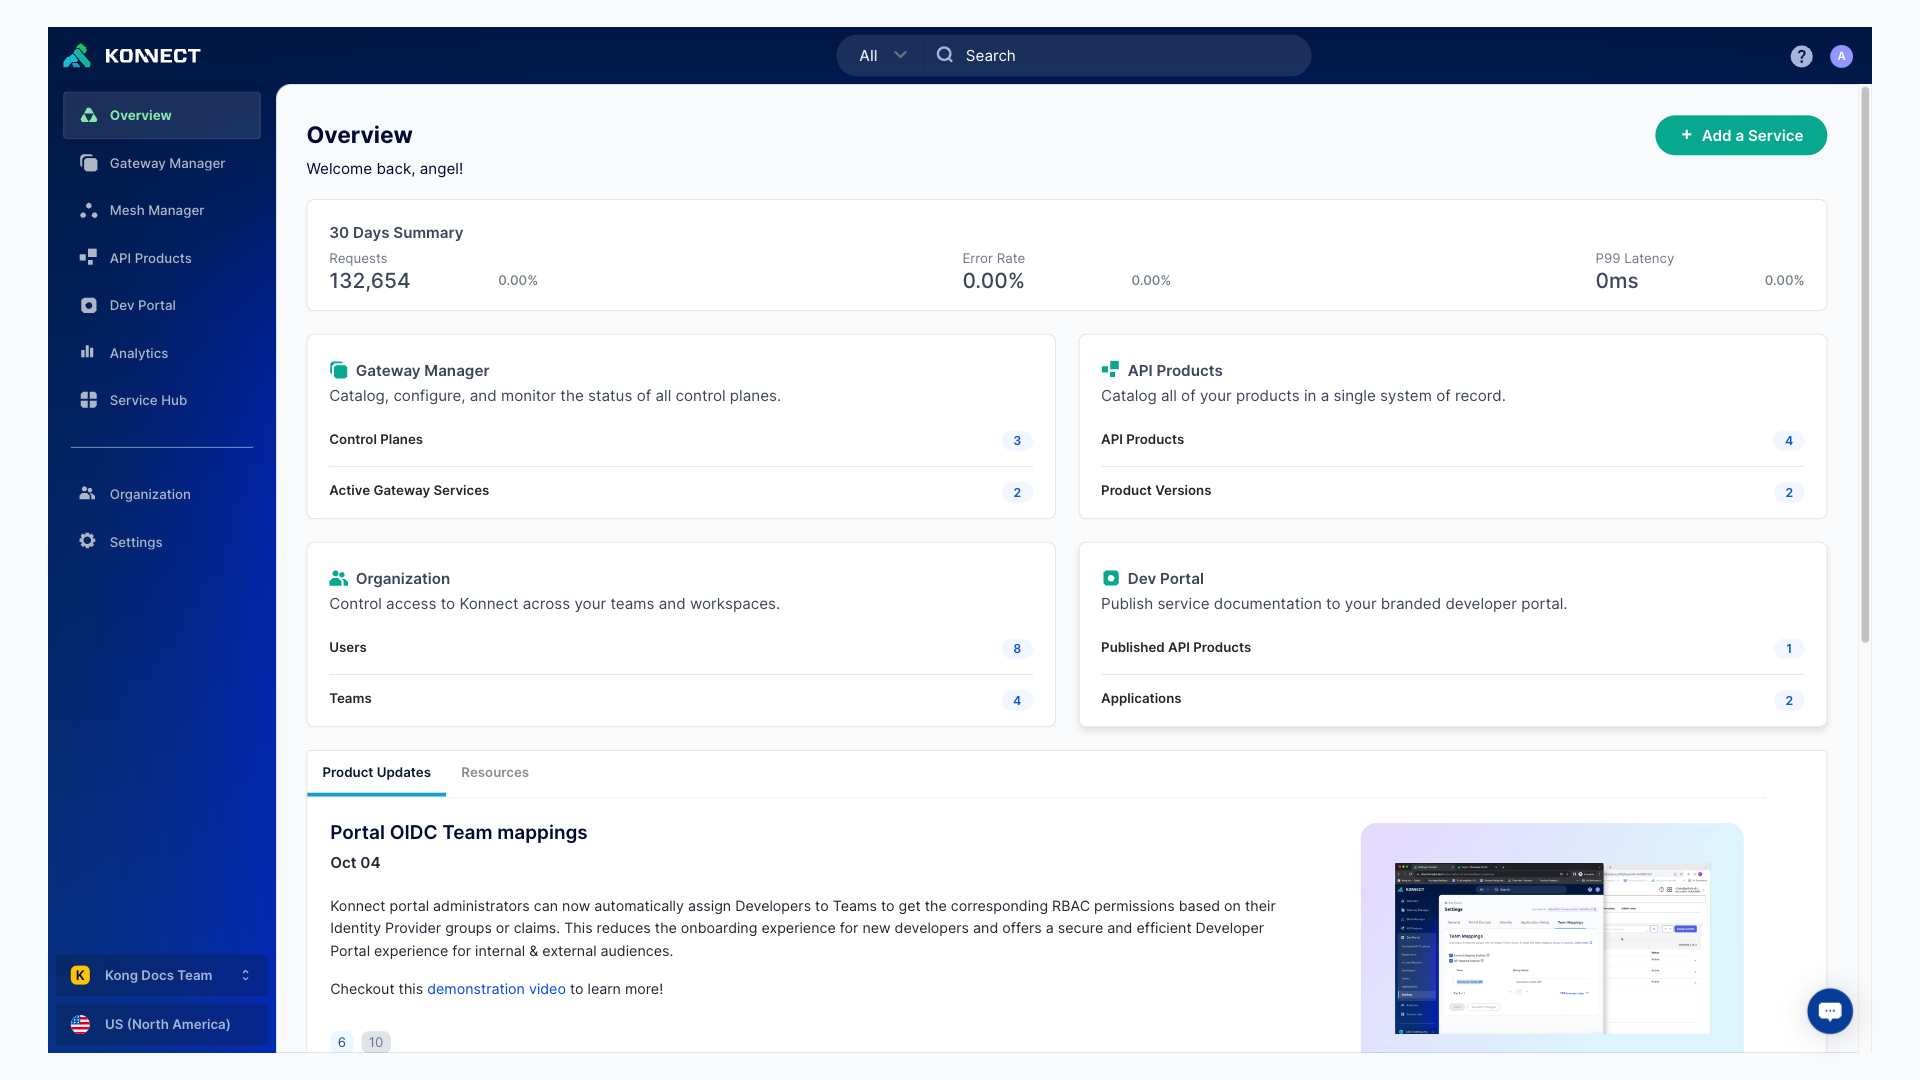 KONNECT
All
Search
?
A
Overview
Gateway Manager
Mesh Manager
API Products
Dev Portal
Analytics
Service Hub
Organization
Settings
K
Kong Docs Team
US (North America)
Overview
Welcome back, angel!
+ Add a Service
30 Days Summary
Requests
132,654
0.00%
Error Rate
0.00%
0.00%
P99 Latency
0ms
0.00%
Gateway Manager
Catalog, configure, and monitor the status of all control planes.
Control Planes
3
Active Gateway Services
2
API Products
Catalog all of your products in a single system of record.
API Products
4
Product Versions
2
Organization
Control access to Konnect across your teams and workspaces.
Users
8
Teams
4
Dev Portal
Publish service documentation to your branded developer portal.
Published API Products
1
Applications
2
Product Updates
Resources
Portal OIDC Team mappings
Oct 04
Konnect portal administrators can now automatically assign Developers to Teams to get the corresponding RBAC permissions based on their
Identity Provider groups or claims. This reduces the onboarding experience for new developers and offers a secure and efficient Developer
Portal experience for internal & external audiences.
Checkout this demonstration video to learn more!
6
10
KONNECT
Settings
Team Mappings